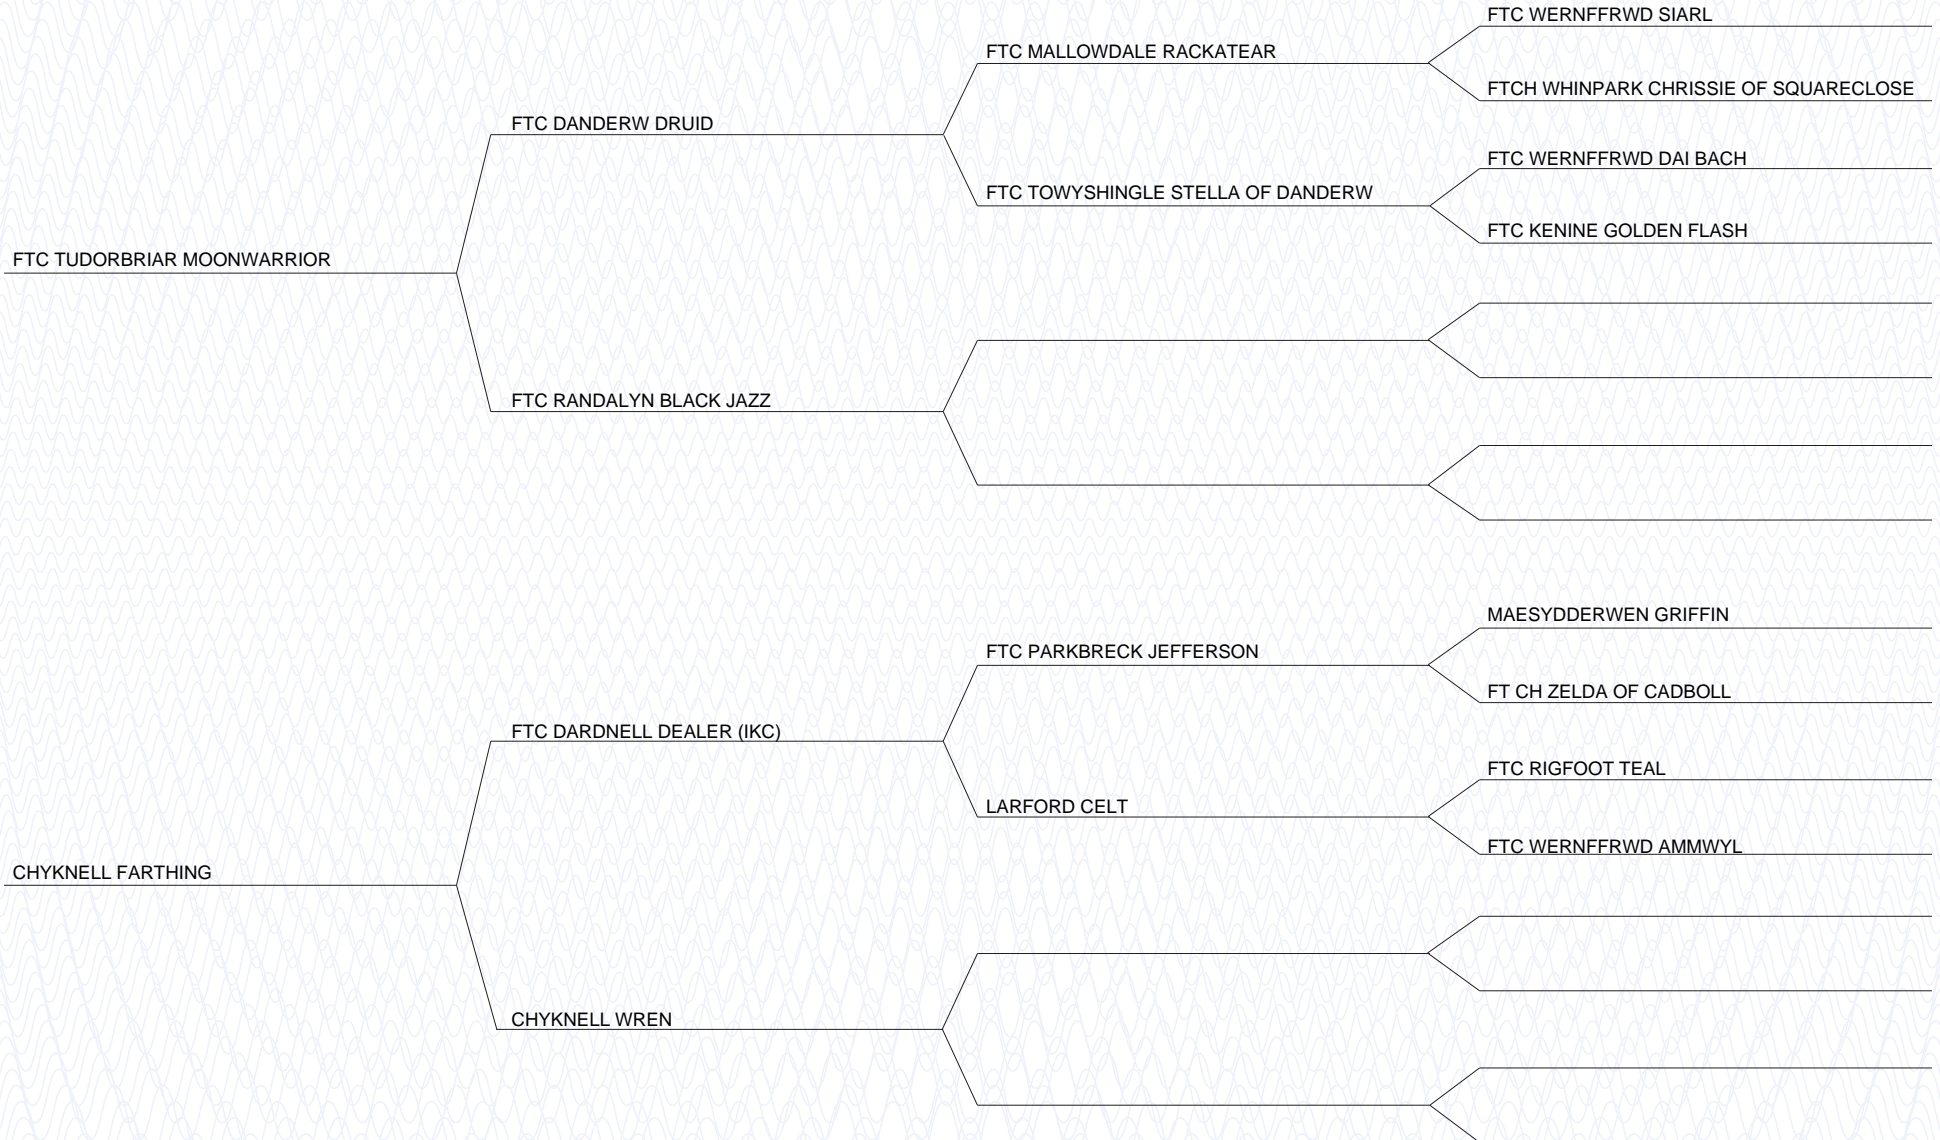 FTC WERNFFRWD SIARL
FTC MALLOWDALE RACKATEAR
FTCH WHINPARK CHRISSIE OF SQUARECLOSE
FTC DANDERW DRUID
FTC WERNFFRWD DAI BACH
FTC TOWYSHINGLE STELLA OF DANDERW
FTC KENINE GOLDEN FLASH
FTC TUDORBRIAR MOONWARRIOR
FTC RANDALYN BLACK JAZZ
MAESYDDERWEN GRIFFIN
FTC PARKBRECK JEFFERSON
FT CH ZELDA OF CADBOLL
FTC DARDNELL DEALER (IKC)
FTC RIGFOOT TEAL
LARFORD CELT
FTC WERNFFRWD AMMWYL
CHYKNELL FARTHING
CHYKNELL WREN